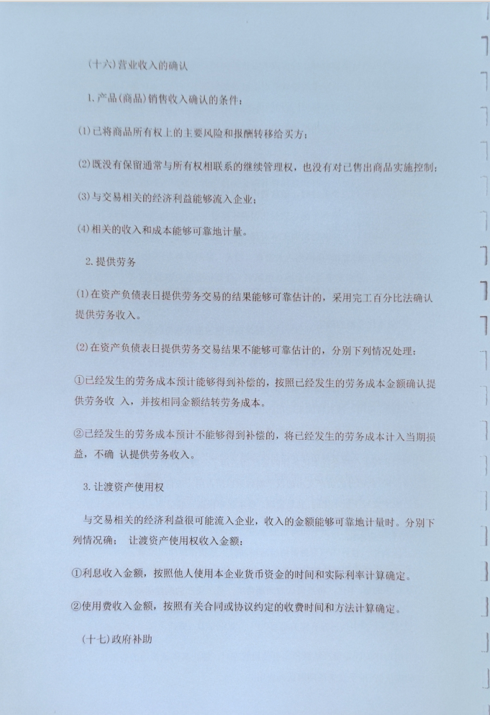 (十六)营业收入的确认
1.产品(商品)销售收入确认的条件:
(1)已将商品所有权上的主要风险和报酬转移给买方;
(2)既没有保留通常与所有权相联系的继续管理权,也没有对已售出商品实施控制;
(3)与交易相关的经济利益能够流入企业;
(4)相关的收入和成本能够可靠地计量。
2.提供劳务
(1)在资产负债表日提供劳务交易的结果能够可靠估计的,采用完工百分比法确认
提供劳务收入。
(2)在资产负债表日提供劳务交易结果不能够可靠估计的,分别下列情况处理:
①已经发生的劳务成本预计能够得到补偿的,按照已经发生的劳务成本金额确认提
供劳务收 入,并按相同金额结转劳务成本。
②已经发生的劳务成本预计不能够得到补偿的,将已经发生的劳务成本计入当期损
益,不确 认提供劳务收入。
3.让渡资产使用权
与交易相关的经济利益很可能流入企业,收入的金额能够可靠地计量时。分别下
列情况确; 让渡资产使用权收入金额:
①利息收入金额,按照他人使用本企业货币资金的时间和实际利率计算确定。
②使用费收入金额,按照有关合同或协议约定的收费时间和方法计算确定。
(十七)政府补助